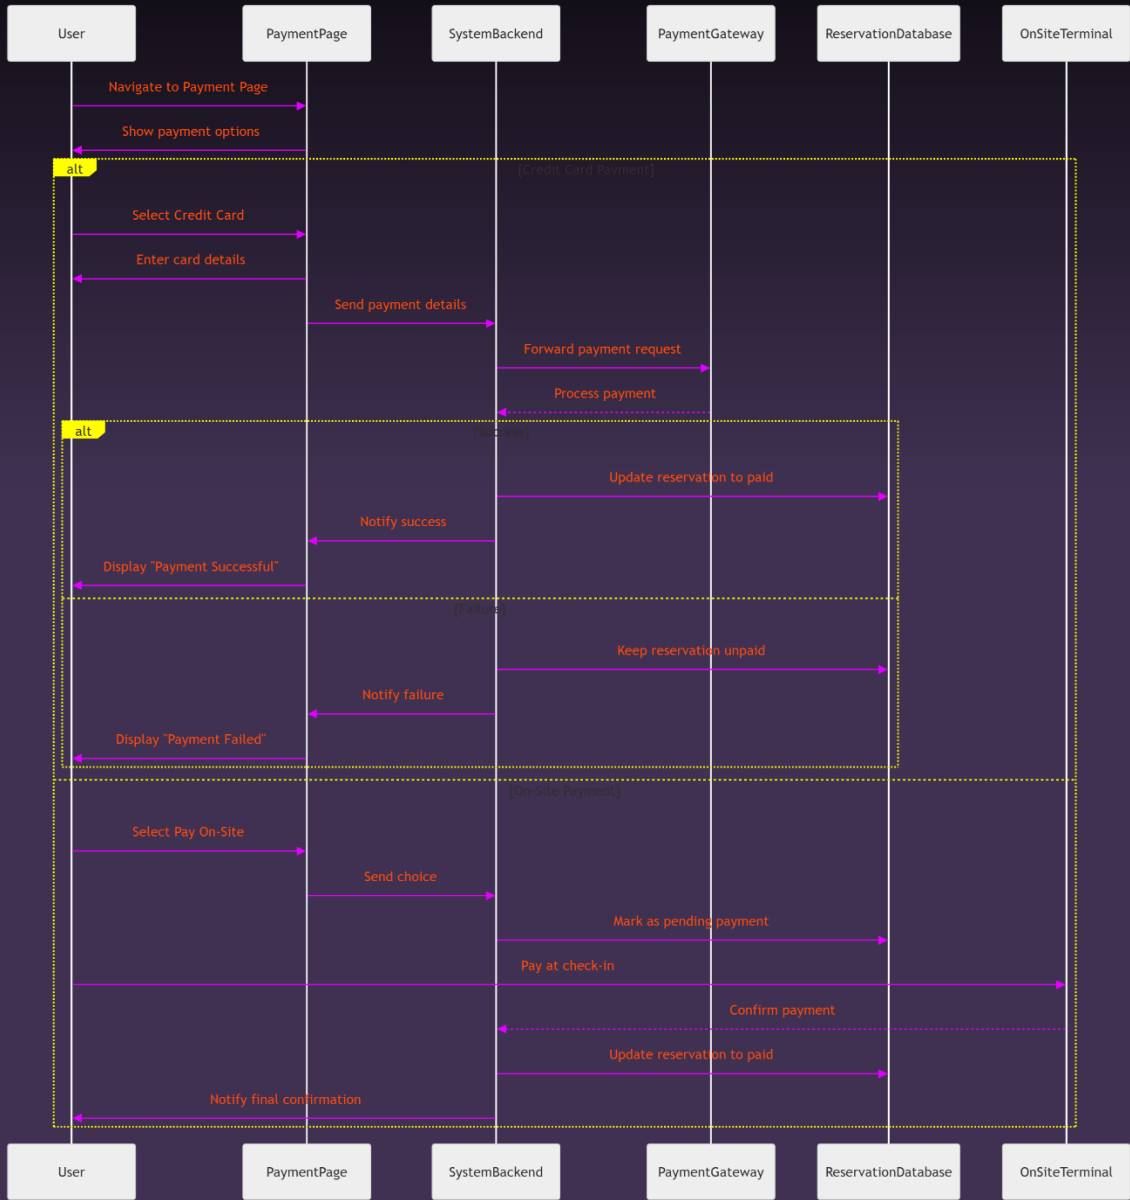 User
PaymentPage
SystemBackend
PaymentGateway
ReservationDatabase
OnSiteTerminal
Navigate to Payment Page
Show payment options
alt
[Credit Card Payment]
Select Credit Card
Enter card details
Send payment details
Forward payment request
Process payment
alt
[Success]
Update reservation to paid
Notify success
Display "Payment Successful"
[Failure]
Keep reservation unpaid
Notify failure
Display "Payment Failed"
[On-Site Payment]
Select Pay On-Site
Send choice
Mark as pending payment
Pay at check-in
Confirm payment
Update reservation to paid
Notify final confirmation
User
PaymentPage
SystemBackend
PaymentGateway
ReservationDatabase
OnSiteTerminal